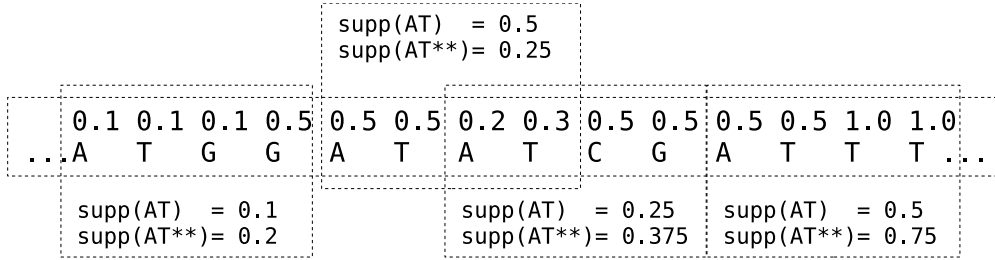 supp(AT)  = 0.5
supp(AT**)= 0.25
0.1 0.1 0.1 0.5 0.5 0.5 0.2 0.3 0.5 0.5 0.5 0.5 1.0 1.0
...A T G G A T A T C G A T T T ...
supp(AT)  = 0.1
supp(AT**)= 0.2
supp(AT)  = 0.25
supp(AT**)= 0.375
supp(AT)  = 0.5
supp(AT**)= 0.75